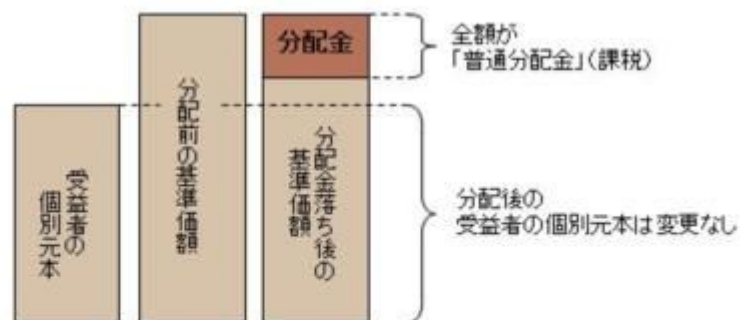 受益者の
個別元本
分配前の基準価額
分配金
分配金落ち後の
基準価額
全額が
「普通分配金」(課税)
分配後の
受益者の個別元本は変更なし